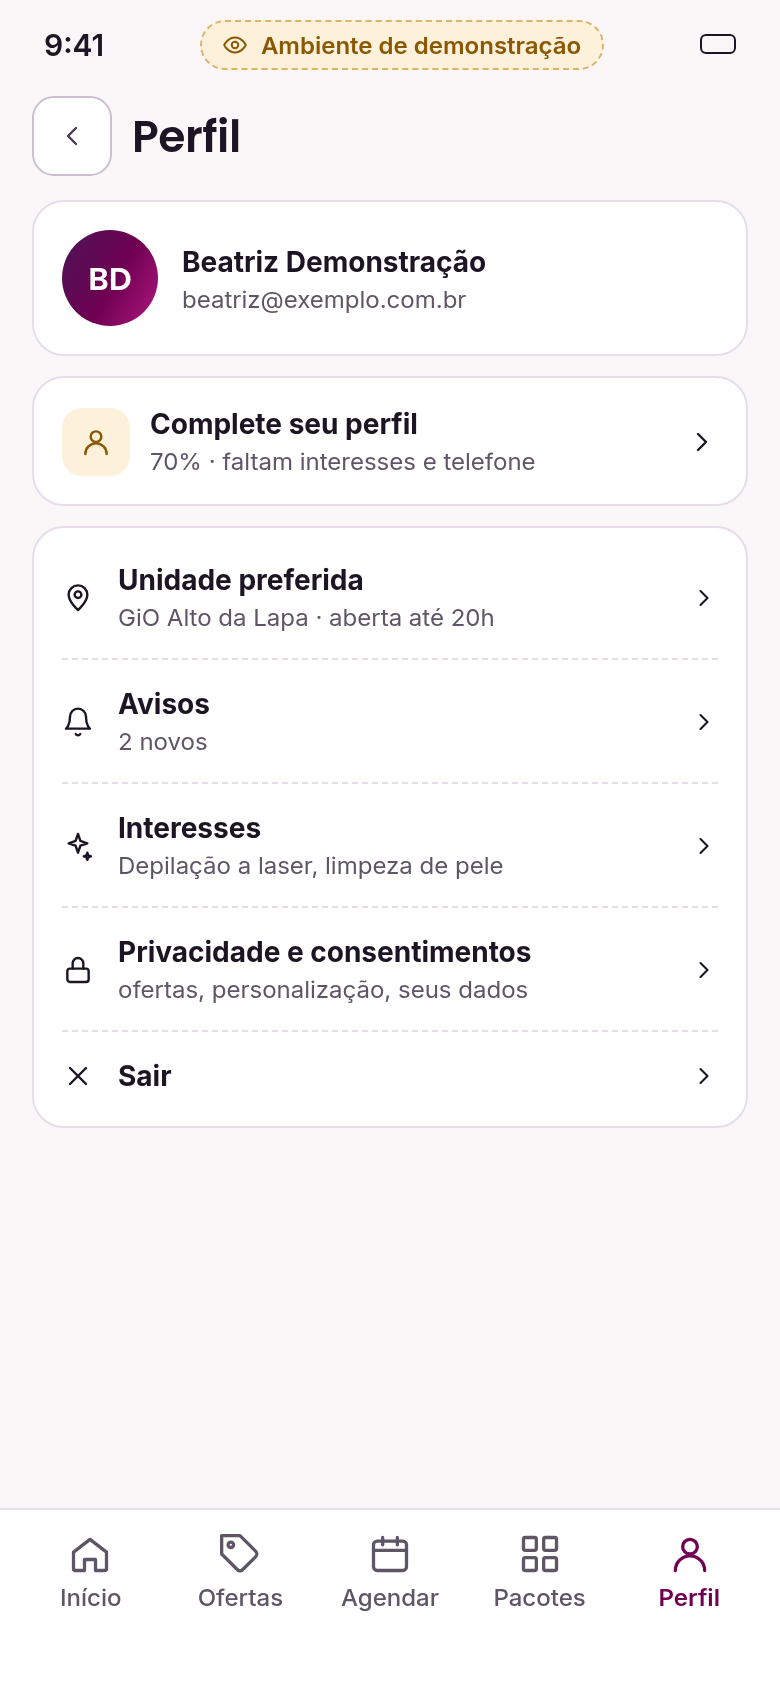 9:41
Ambiente de demonstração
Perfil
BD
Beatriz Demonstração
beatriz@exemplo.com.br
Complete seu perfil
70% · faltam interesses e telefone
Unidade preferida
GiO Alto da Lapa · aberta até 20h
Avisos
2 novos
Interesses
Depilação a laser, limpeza de pele
Privacidade e consentimentos
ofertas, personalização, seus dados
Sair
Início
Ofertas
Agendar
Pacotes
Perfil